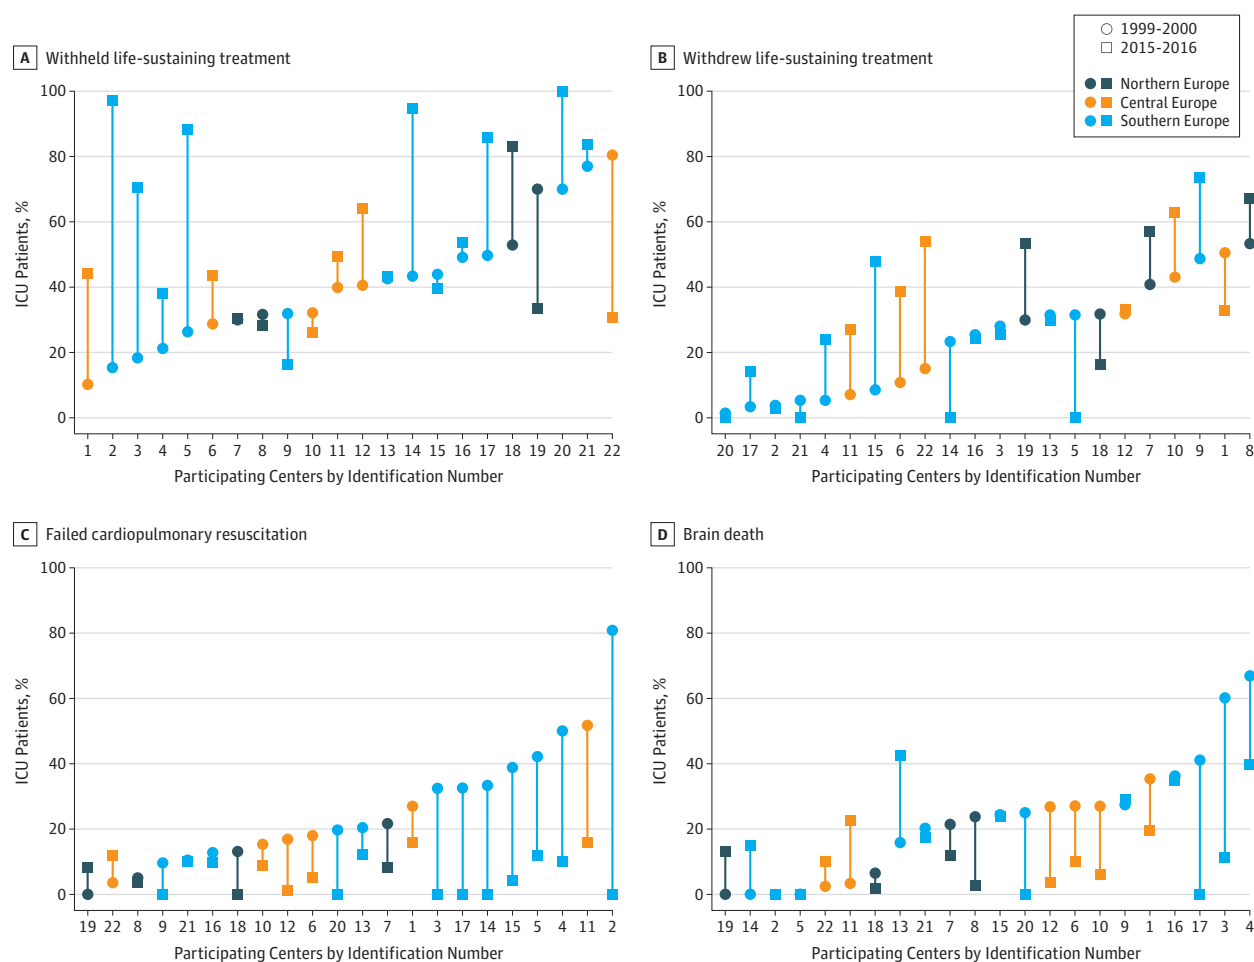 1999-2000
2015-2016
Northern Europe
Central Europe
Southern Europe
A Withheld life-sustaining treatment
100
80
60
40
20
0
ICU Patients, %
1 2 3 4 5 6 7 8 9 10 11 12 13 14 15 16 17 18 19 20 21 22
Participating Centers by Identification Number
B Withdrew life-sustaining treatment
100
80
60
40
20
0
ICU Patients, %
20 17 2 21 4 11 15 6 22 14 16 3 19 13 5 18 12 7 10 9 1 8
Participating Centers by Identification Number
C Failed cardiopulmonary resuscitation
100
80
60
40
20
0
ICU Patients, %
19 22 8 9 21 16 18 10 12 6 20 13 7 1 3 17 14 15 5 4 11 2
Participating Centers by Identification Number
D Brain death
100
80
60
40
20
0
ICU Patients, %
19 14 2 5 22 11 18 13 21 7 8 15 20 12 6 10 9 1 16 17 3 4
Participating Centers by Identification Number